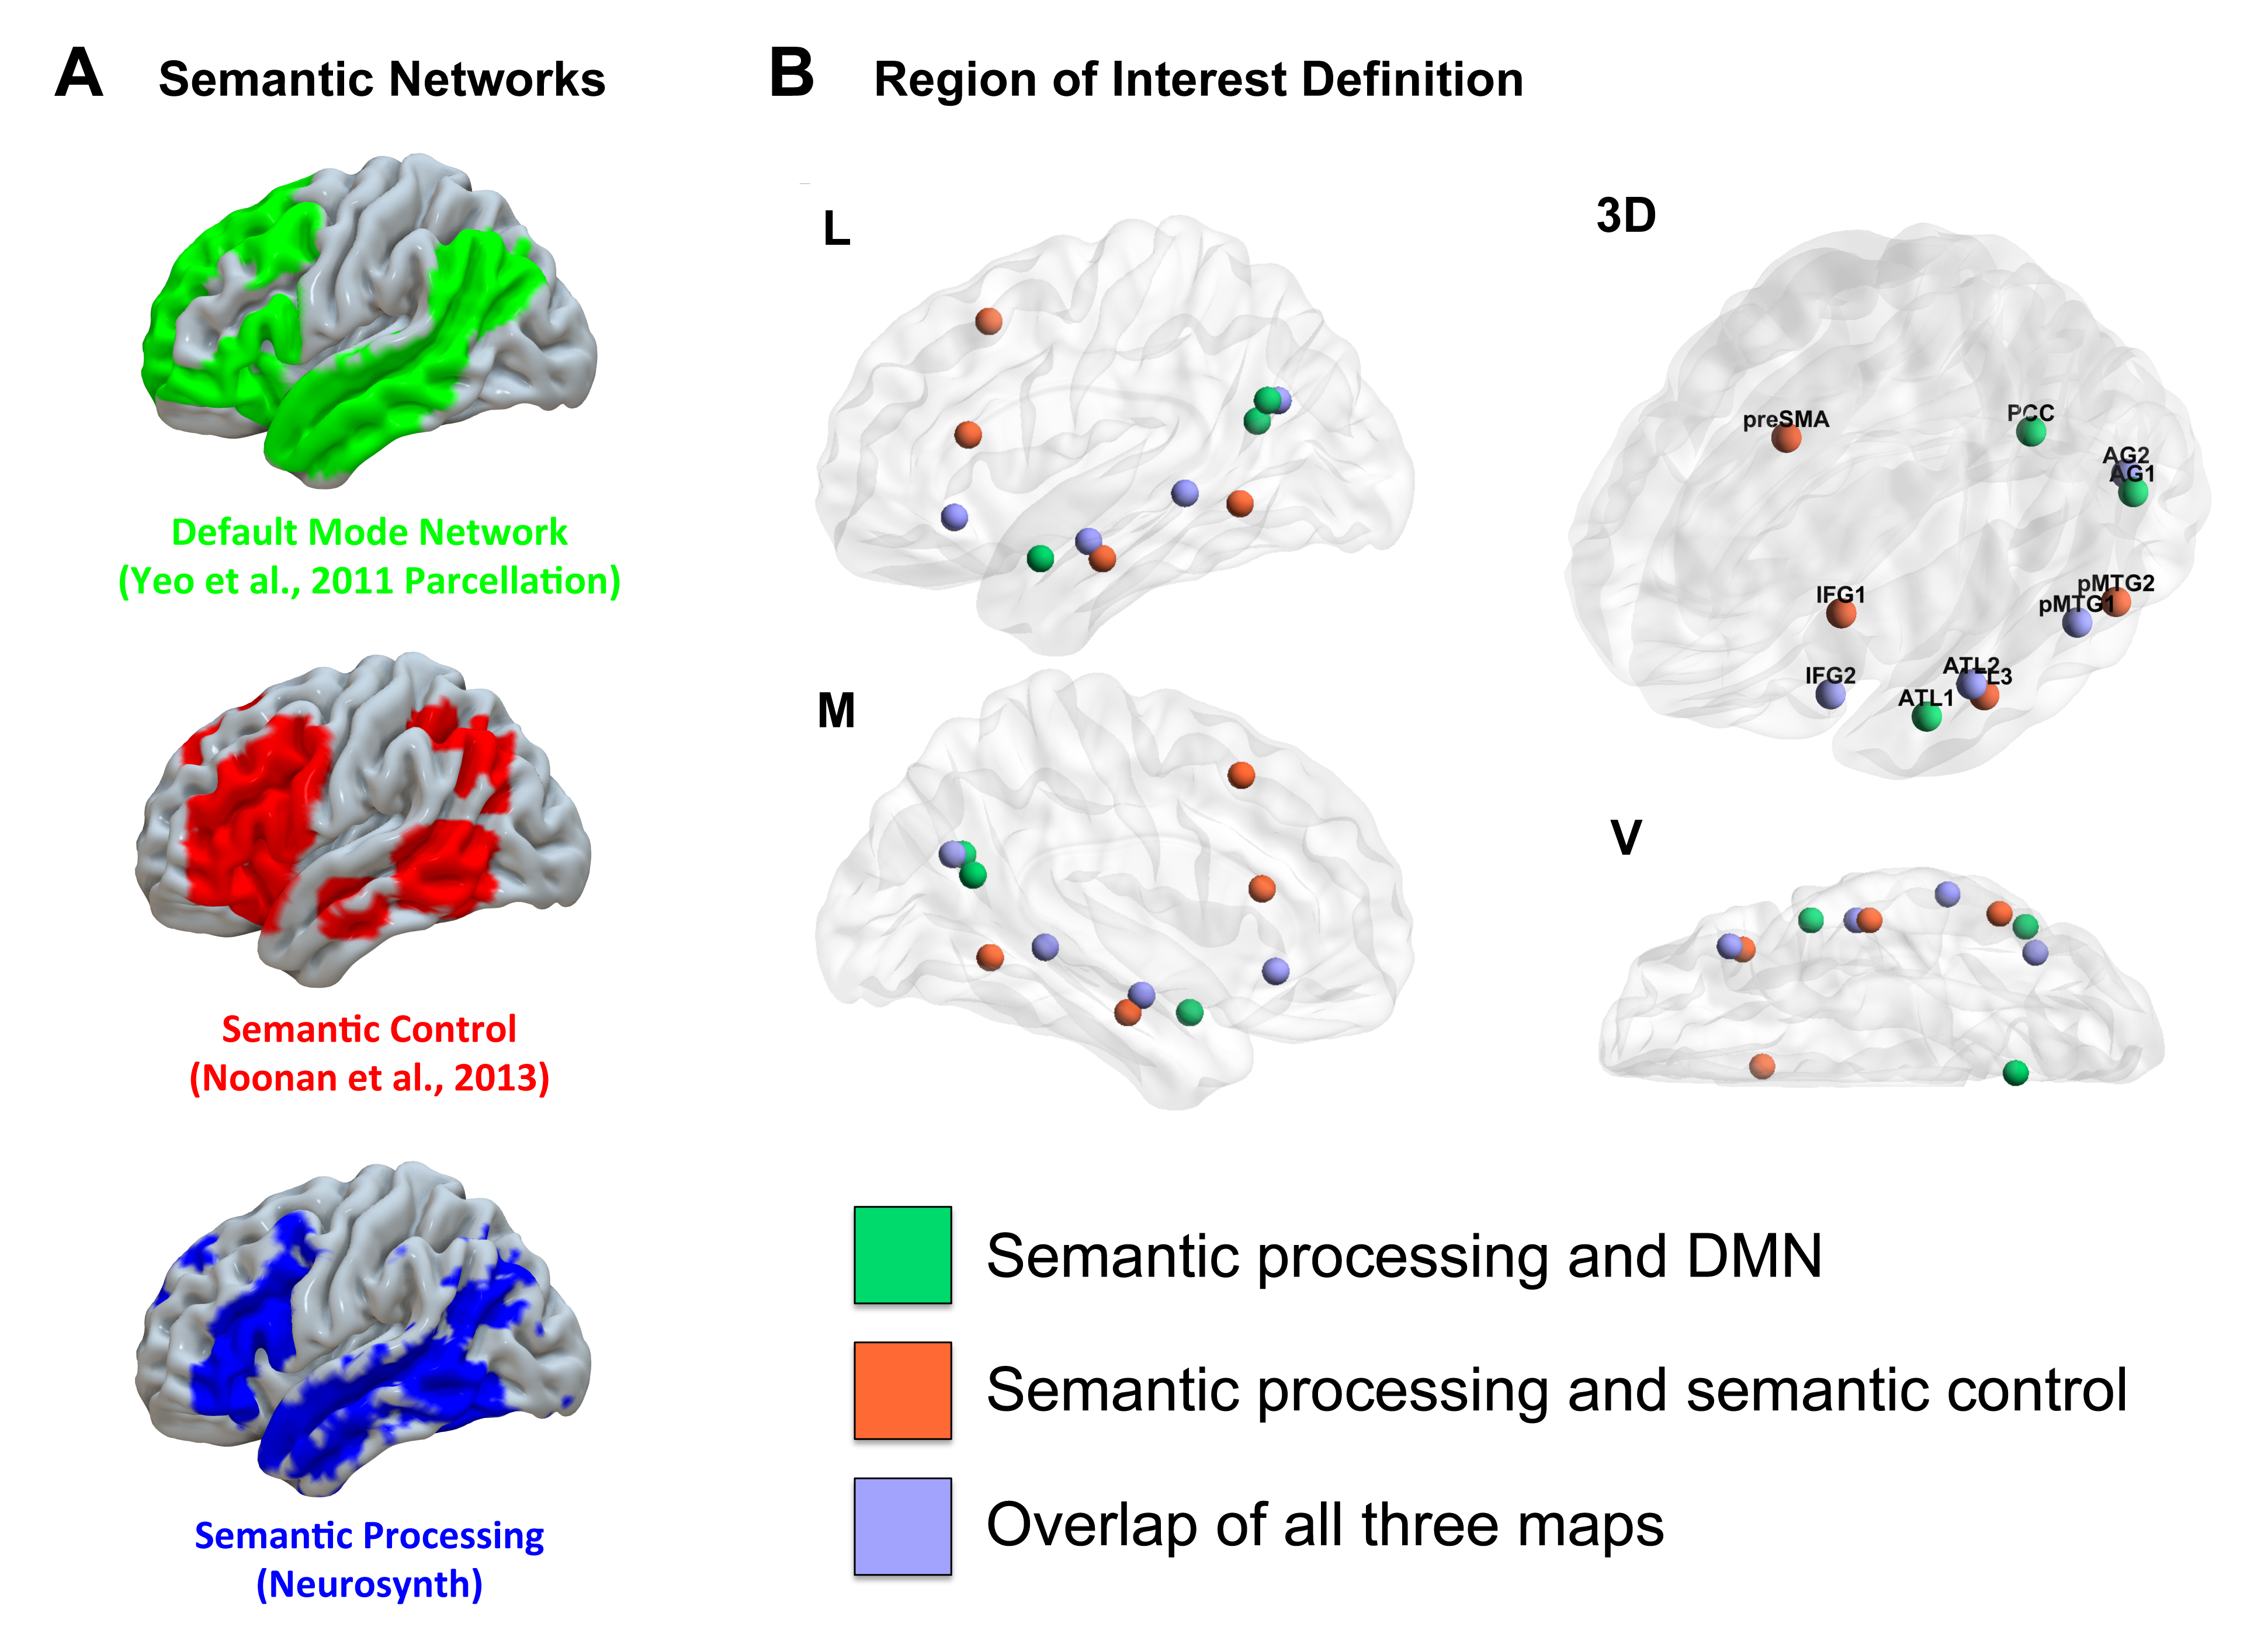 A Semantic Networks
Default Mode Network
(Yeo et al., 2011 Parcellation)
Semantic Control
(Noonan et al., 2013)
Semantic Processing
(Neurosynth)
B Region of Interest Definition
L
3D
preSMA
PCC
AG2
AG1
IFG1
pMTG2
pMTG1
IFG2
ATL2
L3
ATL1
M
V
Semantic processing and DMN
Semantic processing and semantic control
Overlap of all three maps